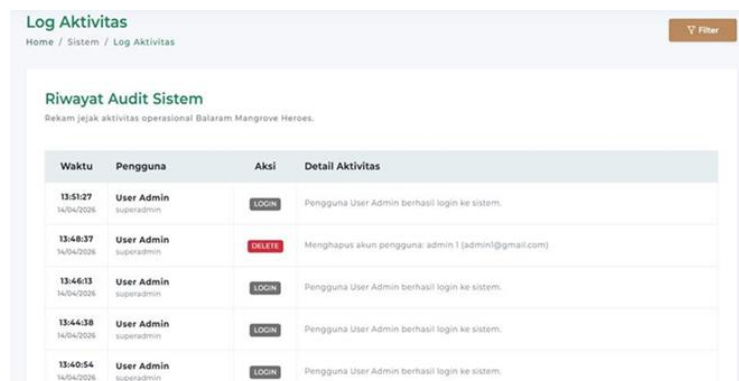 Log Aktivitas
Filter
Home / Sistem / Log Aktivitas
Riwayat Audit Sistem
Rekam jejak aktivitas operasional Balaram Mangrove Heroes.
Waktu Pengguna Aksi Detail Aktivitas
13:51:27 User Admin LOGIN Pengguna User Admin berhasil login ke sistem.
14/04/2026 superadmin
13:48:37 User Admin DELETE Menghapus akun pengguna: admin 1 (admin1@gmail.com)
14/04/2026 superadmin
13:46:13 User Admin LOGIN Pengguna User Admin berhasil login ke sistem.
14/04/2026 superadmin
13:44:38 User Admin LOGIN Pengguna User Admin berhasil login ke sistem.
14/04/2026 superadmin
13:40:54 User Admin LOGIN Pengguna User Admin berhasil login ke sistem.
14/04/2026 superadmin